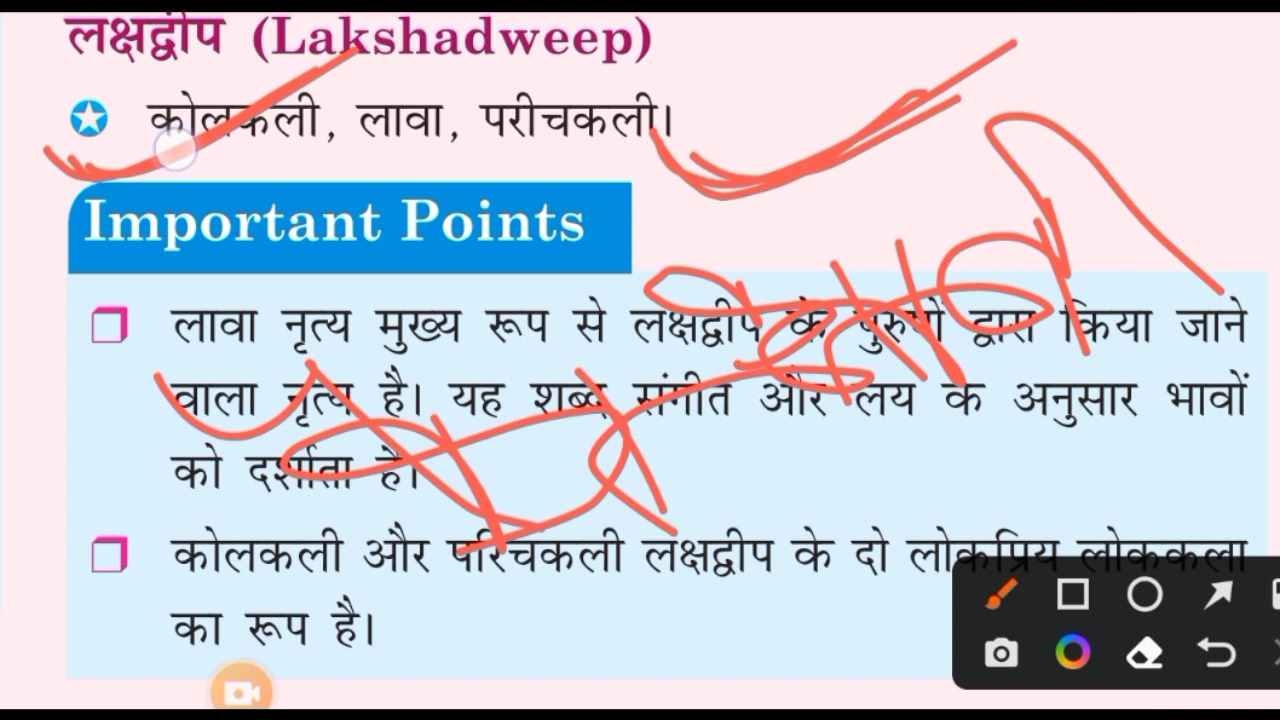 लक्षद्वीप (Lakshadweep)
कोलकली, लावा, परीचकली।
Important Points
लावा नृत्य मुख्य रूप से लक्षद्वीप के पुरुषों द्वारा किया जाने
वाला नृत्य है। यह शब्द संगीत और लय के अनुसार भावों
को दर्शाता है।
कोलकली और परिचकली लक्षद्वीप के दो लोकप्रिय लोककला
का रूप है।